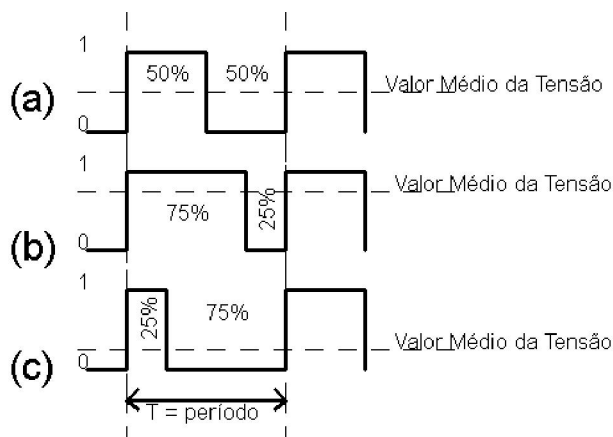 1
50% 50%
Valor Médio da Tensão
(a)
0
1
Valor Médio da Tensão
75%
25%
(b)
0
1
25%
75%
Valor Médio da Tensão
(c)
0
T = período